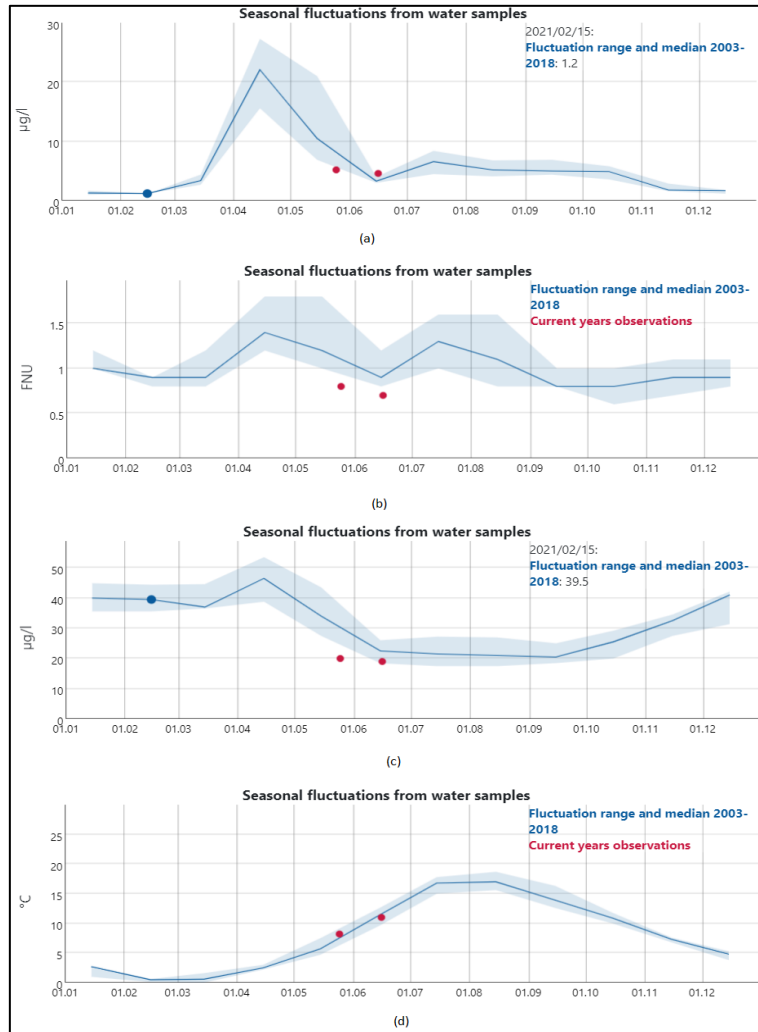 Seasonal fluctuations from water samples
2021/02/15:
Fluctuation range and median 2003-
2018: 1.2
30
20
10
0
µg/l
01.01 01.02 01.03 01.04 01.05 01.06 01.07 01.08 01.09 01.10 01.11 01.12
(a)
Seasonal fluctuations from water samples
Fluctuation range and median 2003-
2018
Current years observations
1.5
1
0.5
0
FNU
01.01 01.02 01.03 01.04 01.05 01.06 01.07 01.08 01.09 01.10 01.11 01.12
(b)
Seasonal fluctuations from water samples
2021/02/15:
Fluctuation range and median 2003-
2018: 39.5
50
40
30
20
10
0
µg/l
01.01 01.02 01.03 01.04 01.05 01.06 01.07 01.08 01.09 01.10 01.11 01.12
(c)
Seasonal fluctuations from water samples
Fluctuation range and median 2003-
2018
Current years observations
25
20
15
10
5
0
°C
01.01 01.02 01.03 01.04 01.05 01.06 01.07 01.08 01.09 01.10 01.11 01.12
(d)